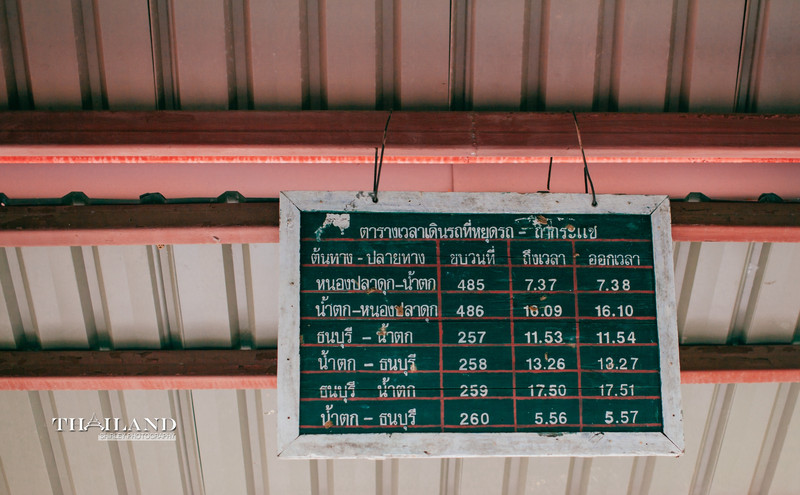 ตารางเวลาเดินรถที่หยุดรถ - ถ้ำกระแซ
ต้นทาง - ปลายทาง ขบวนที่ ถึงเวลา ออกเวลา
หนองปลาดุก-น้ำตก 485 7.37 7.38
น้ำตก-หนองปลาดุก 486 16.09 16.10
ธนบุรี - น้ำตก 257 11.53 11.54
น้ำตก - ธนบุรี 258 13.26 13.27
ธนบุรี - น้ำตก 259 17.50 17.51
น้ำตก - ธนบุรี 260 5.56 5.57
THAILAND